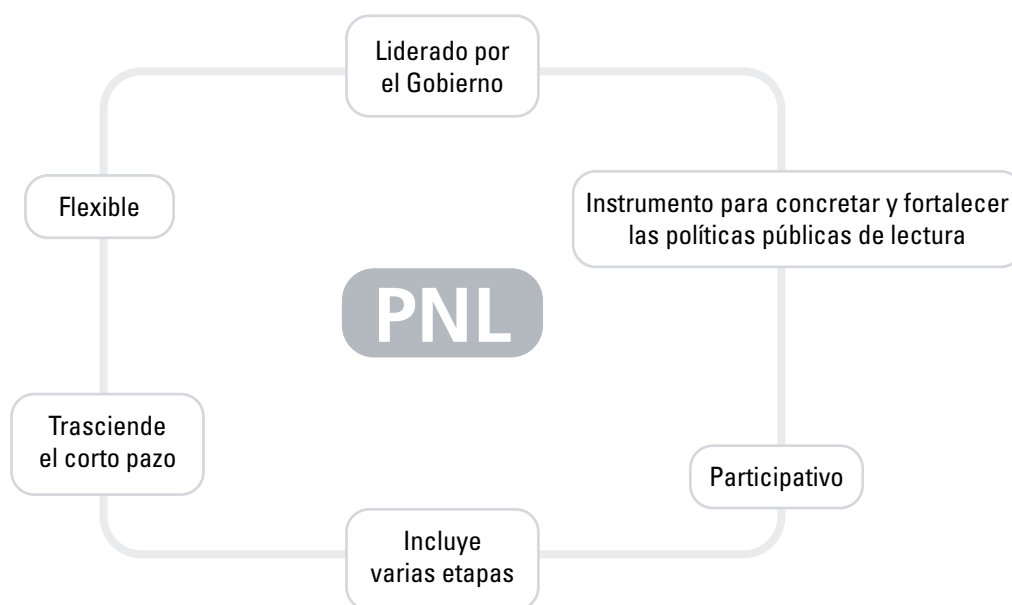 Liderado por
el Gobierno
Flexible
Instrumento para concretar y fortalecer
las políticas públicas de lectura
PNL
Trasciende
el corto pazo
Participativo
Incluye
varias etapas